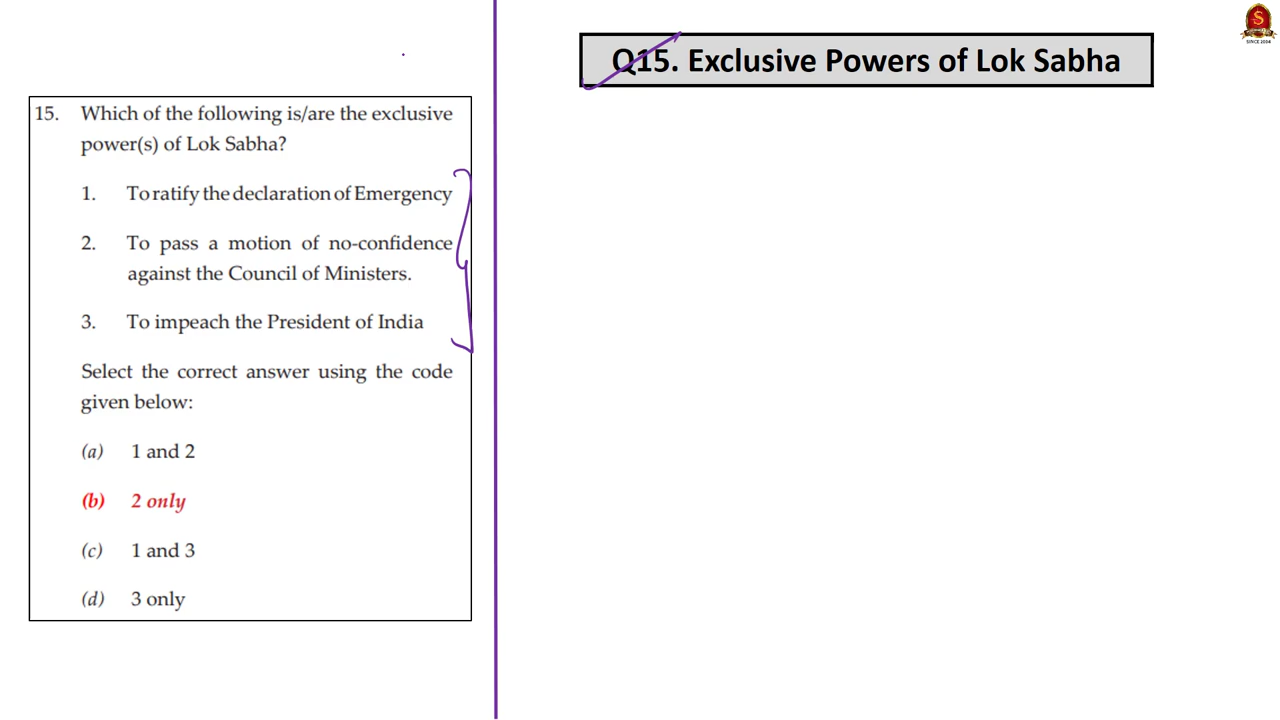 15. Which of the following is/are the exclusive
power(s) of Lok Sabha?
1. To ratify the declaration of Emergency
2. To pass a motion of no-confidence
against the Council of Ministers.
3. To impeach the President of India
Select the correct answer using the code
given below:
(a) 1 and 2
(b) 2 only
(c) 1 and 3
(d) 3 only
Q15. Exclusive Powers of Lok Sabha
S
SINCE 2004